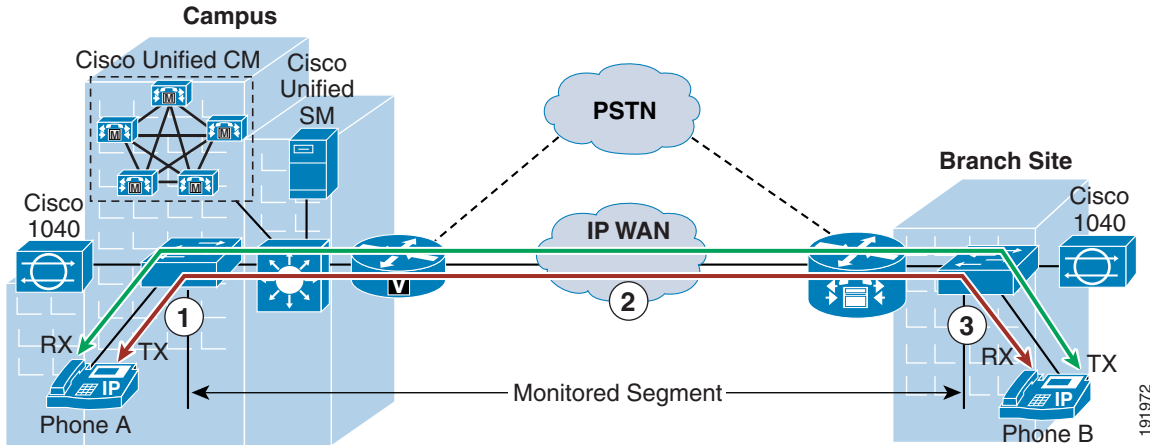 Campus
Cisco Unified CM
M
M
M
M
M
Cisco
Unified
SM
PSTN
Branch Site
Cisco
1040
IP WAN
Cisco
1040
V
1
2
3
RX
TX
RX
TX
IP
IP
Monitored Segment
Phone A
Phone B
191972